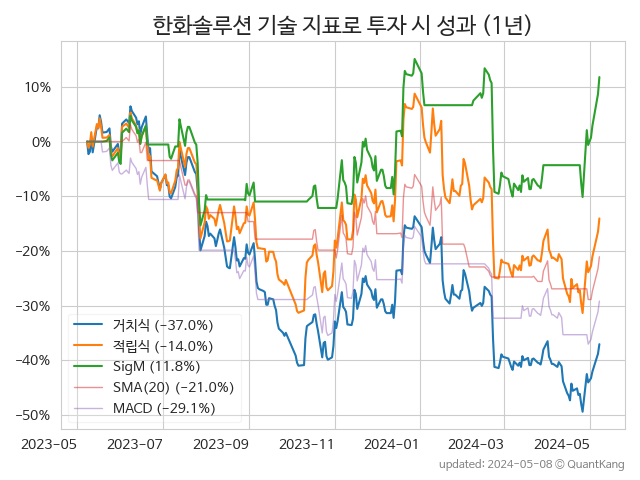 한화솔루션 기술 지표로 투자 시 성과 (1년)
10%
0%
−10%
−20%
−30%
−40%
−50%
거치식 (−37.0%)
적립식 (−14.0%)
SigM (11.8%)
SMA(20) (−21.0%)
MACD (−29.1%)
2023−05
2023−07
2023−09
2023−11
2024−01
2024−03
2024−05
updated: 2024-05-08 © QuantKang